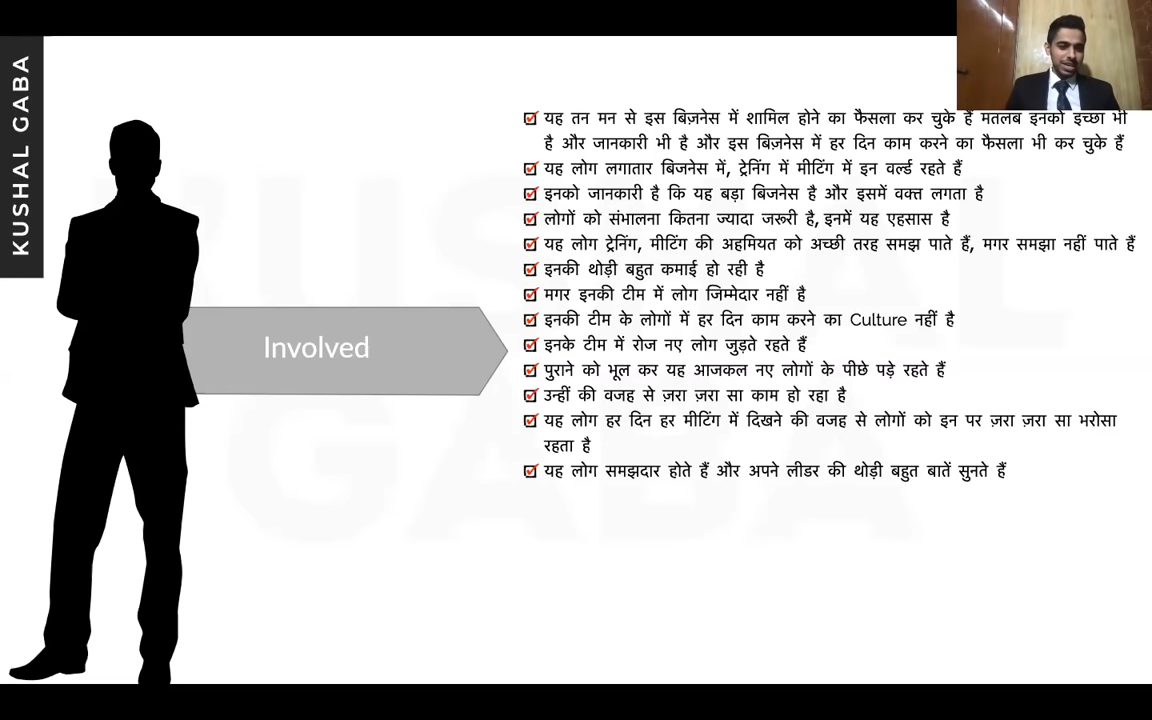 KUSHAL GABA
यह तन मन से इस बिज़नेस में शामिल होने का फैसला कर चुके हैं मतलब इनको इच्छा भी
है और जानकारी भी है और इस बिज़नेस में हर दिन काम करने का फैसला भी कर चुके हैं
यह लोग लगातार बिजनेस में, ट्रेनिंग में मीटिंग में इन वर्ल्ड रहते हैं
इनको जानकारी है कि यह बड़ा बिजनेस है और इसमें वक्त लगता है
लोगों को संभालना कितना ज्यादा जरूरी है, इनमें यह एहसास है
यह लोग ट्रेनिंग, मीटिंग की अहमियत को अच्छी तरह समझ पाते हैं, मगर समझा नहीं पाते हैं
इनकी थोड़ी बहुत कमाई हो रही है
मगर इनकी टीम में लोग जिम्मेदार नहीं है
इनकी टीम के लोगों में हर दिन काम करने का Culture नहीं है
Involved
इनके टीम में रोज नए लोग जुड़ते रहते हैं
पुराने को भूल कर यह आजकल नए लोगों के पीछे पड़े रहते हैं
उन्हीं की वजह से ज़रा ज़रा सा काम हो रहा है
यह लोग हर दिन हर मीटिंग में दिखने की वजह से लोगों को इन पर ज़रा ज़रा सा भरोसा
रहता है
यह लोग समझदार होते हैं और अपने लीडर की थोड़ी बहुत बातें सुनते हैं
KUSHAL
GABA